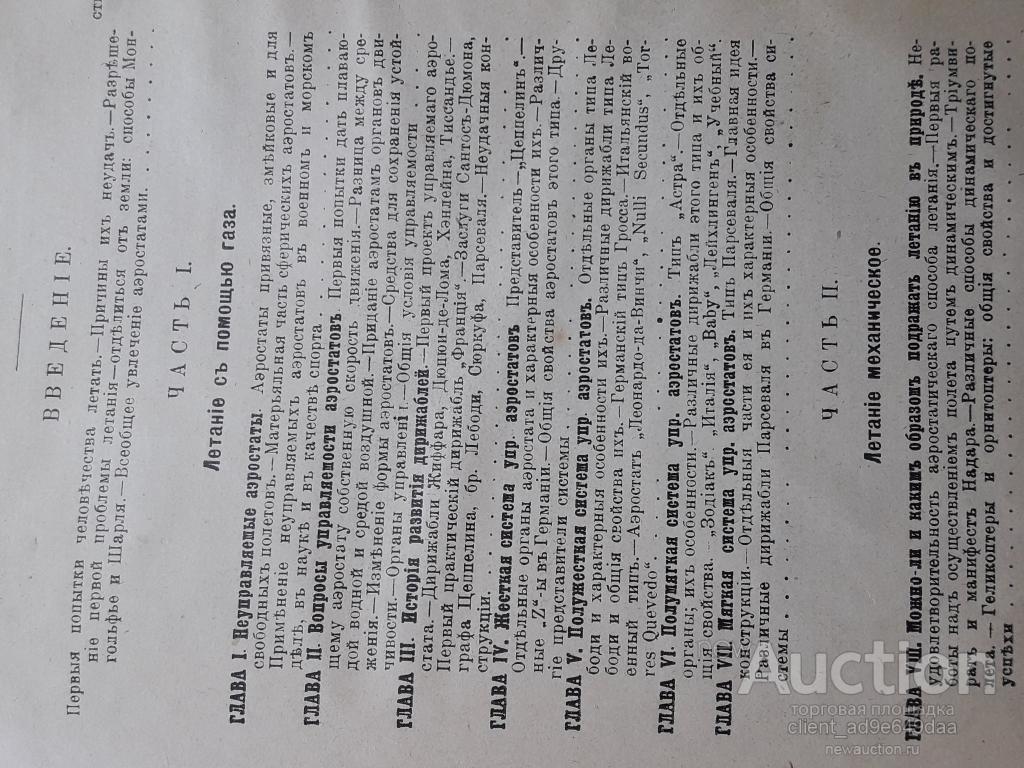 ВВЕДЕНІЕ.
Первыя попытки человѣчества летать.—Причины ихъ неудачъ.—Разрѣше-
ніе первой проблемы летанія—отдѣлиться отъ земли: способы Мон-
гольфье и Шарля.—Всеобщее увлеченіе аэростатами.
ЧАСТЬ I.
Летаніе съ помощью газа.
ГЛАВА I. Неуправляемые аэростаты. Аэростаты привязные, змѣйковые и для
свободныхъ полетовъ.—Матерьяльная часть сферическихъ аэростатовъ.—
Примѣненіе неуправляемыхъ аэростатовъ въ военномъ и морском
дѣлѣ, въ наукѣ и въ качествѣ спорта
ГЛАВА II. Вопросы управляемости аэростатовъ. Первыя попытки дать плаваю-
щему аэростату собственную скорость движенія.—Разница между сре-
дой водной и средой воздушной.—Приданіе аэростатамъ органовъ дви-
женія.—Измѣненіе формы аэростатовъ.—Средства для сохраненія устой-
чивости.—Органы управленія.—Общія условія управляемости
ГЛАВА III. Исторія развитія дирижаблей.—Первый проектъ управляемаго аэро-
стата.—Дирижабли Жиффара, Дюпюи-де-Лома, Хэнлейна, Тиссандье.—
Первый практическій дирижабль „Франція“.—Заслуги Сантосъ-Дюмона,
графа Цеппелина, бр. Лебоди, Сюркуфа, Парсеваля.—Неудачныя кон-
струкціи.
ГЛАВА IV. Жесткая система упр. аэростатовъ. Представитель—„Цеппелинъ“.—
Отдѣльные органы аэростата и характерныя особенности ихъ.—Различ-
ные „Z“-ы въ Германіи.—Общія свойства аэростатовъ этого типа.—Дру-
гіе представители системы
ГЛАВА V. Полужесткая система упр аэростатовъ. Отдѣльные органы типа Ле-
боди и характерныя особенности ихъ.—Различные дирижабли типа Ле-
боди и общія свойства ихъ.—Германскій типъ Гросса.—Итальянскій во-
енный типъ.—Аэростатъ „Леонардо-да-Винчи“, „Nulli Secundus“, „Tor-
res Quevedo“
ГЛАВА VI. Полумягкая система упр. аэростатовъ. Типъ „Астра“.—Отдѣльные
органы; ихъ особенности.—Различные дирижабли этого типа и ихъ об-
щія свойства. „Зодіакъ“, „Италія“, „Baby“, „Лейхлингенъ“ „Учебный“.
ГЛАВА VII. Мягкая система упр. аэростатовъ. Типъ Парсеваля.—Главная идея
конструкціи.—Отдѣльныя части ея и ихъ характерныя особенности.—
Различные дирижабли Парсеваля въ Германіи.—Общія свойства си-
стемы
ЧАСТЬ II.
Летаніе механическое.
ГЛАВА VIII. Можно-ли и какимъ образомъ подражать летанію въ природѣ. Не-
удовлетворительность аэростатическаго способа летанія—Первыя ра-
боты надъ осуществленіемъ полета путемъ динамическимъ.—Тріумви-
ратъ и манифестъ Надара.—Различные способы динамическаго по-
лета.—Геликоптеры и орнитоптеры; общія свойства и достигнутые
успѣхи
Auction
торговая площадка
newauction.ru